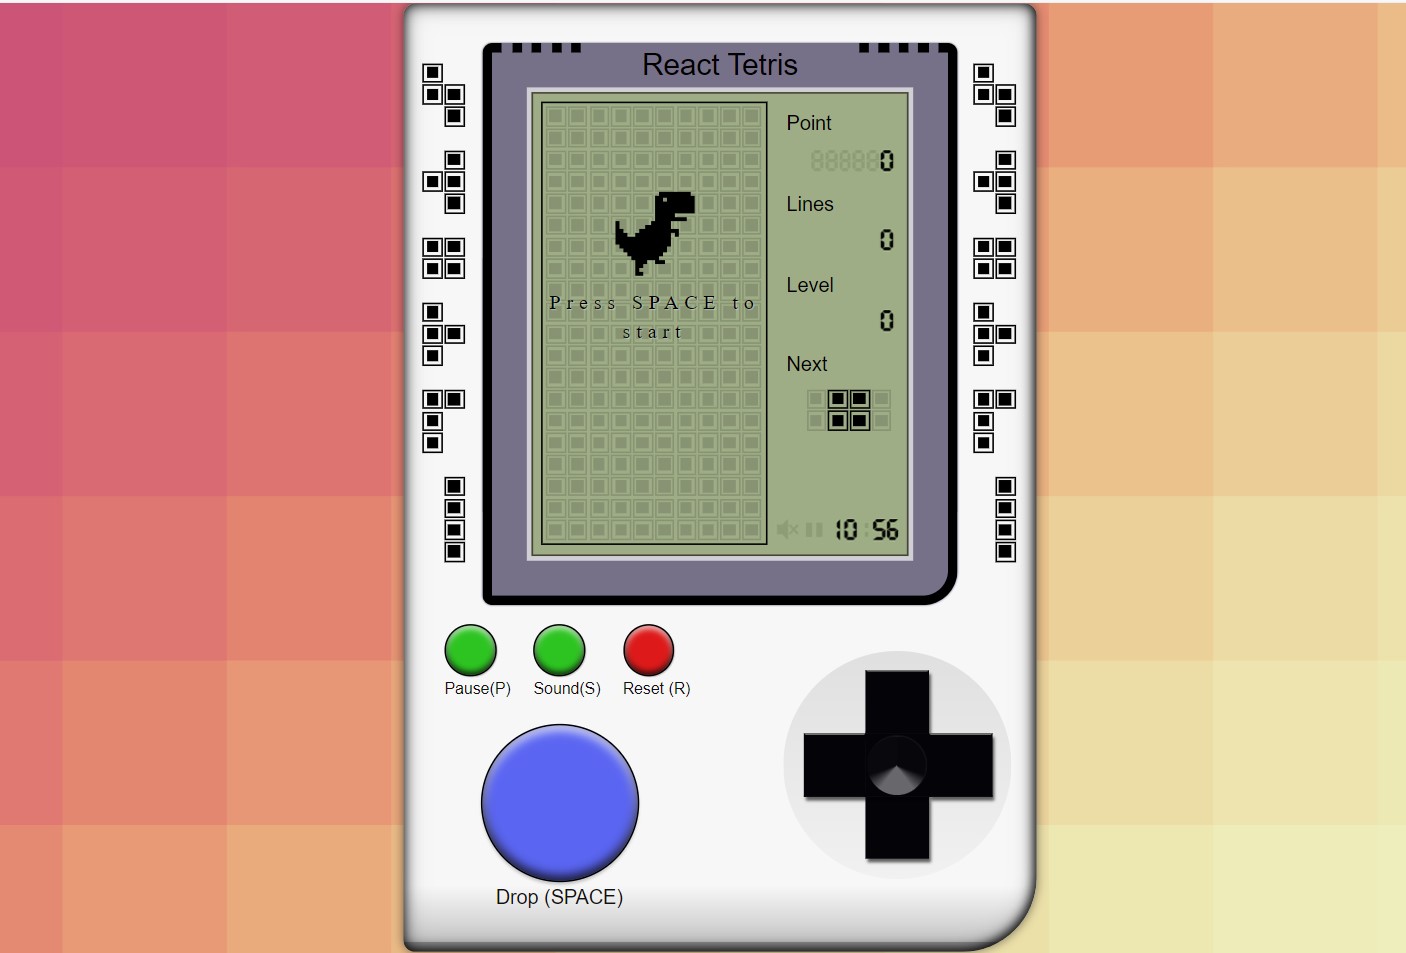 React Tetris
Point
0
Lines
0
Level
0
Next
Press SPACE to
start
10:56
Pause(P) Sound(S) Reset (R)
Drop (SPACE)